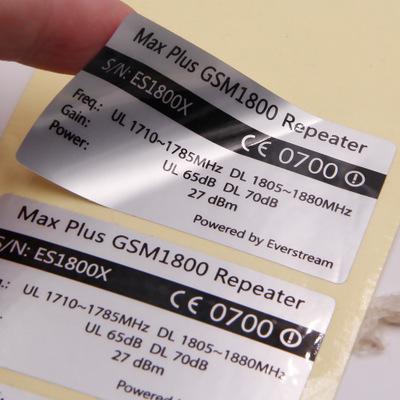 Max Plus GSM1800 Repeater
S/N: ES1800X
CE 0700
Freq.: UL 1710~1785MHz DL 1805~1880MHz
Gain: UL 65dB DL 70dB
Power: 27 dBm
Powered by Everstream
Max Plus GSM1800 Repeater
S/N: ES1800X
CE 0700
UL 1710~1785MHz DL 1805~1880MHz
UL 65dB DL 70dB
27 dBm
Powered